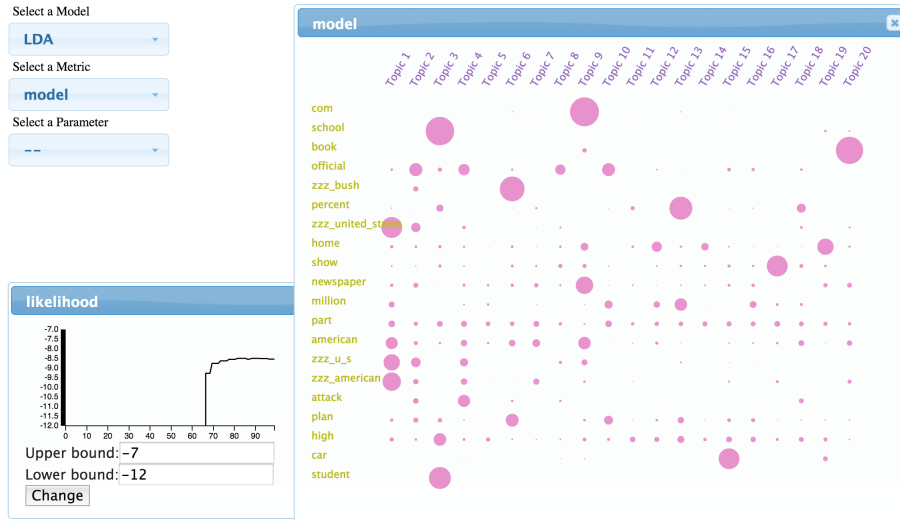 Select a Model
LDA
Select a Metric
model
Select a Parameter
--
model
Topic 1
Topic 2
Topic 3
Topic 4
Topic 5
Topic 6
Topic 7
Topic 8
Topic 9
Topic 10
Topic 11
Topic 12
Topic 13
Topic 14
Topic 15
Topic 16
Topic 17
Topic 18
Topic 19
Topic 20
com
school
book
official
zzz_bush
percent
zzz_united_states
home
show
newspaper
million
part
american
zzz_u_s
zzz_american
attack
plan
high
car
student
likelihood
-7.0
-7.5
-8.0
-8.5
-9.0
-9.5
-10.0
-10.5
-11.0
-11.5
-12.0
0 10 20 30 40 50 60 70 80 90
Upper bound: -7
Lower bound: -12
Change